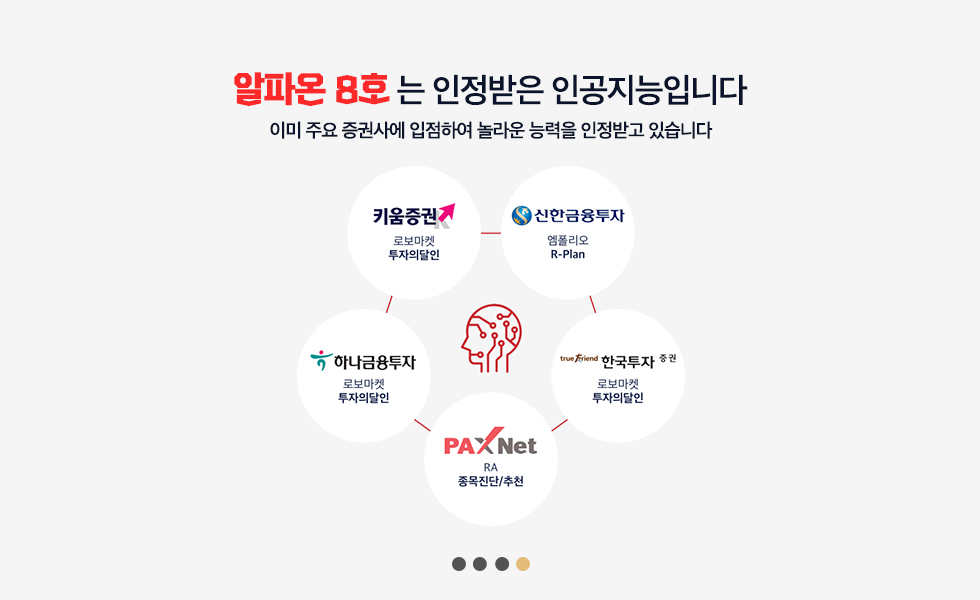 알파온 8호 는 인정받은 인공지능입니다
이미 주요 증권사에 입점하여 놀라운 능력을 인정받고 있습니다
키움증권
로보마켓
투자의달인
신한금융투자
엠폴리오
R-Plan
하나금융투자
로보마켓
투자의달인
true friend 한국투자 증권
로보마켓
투자의달인
PAXNet
RA
종목진단/추천